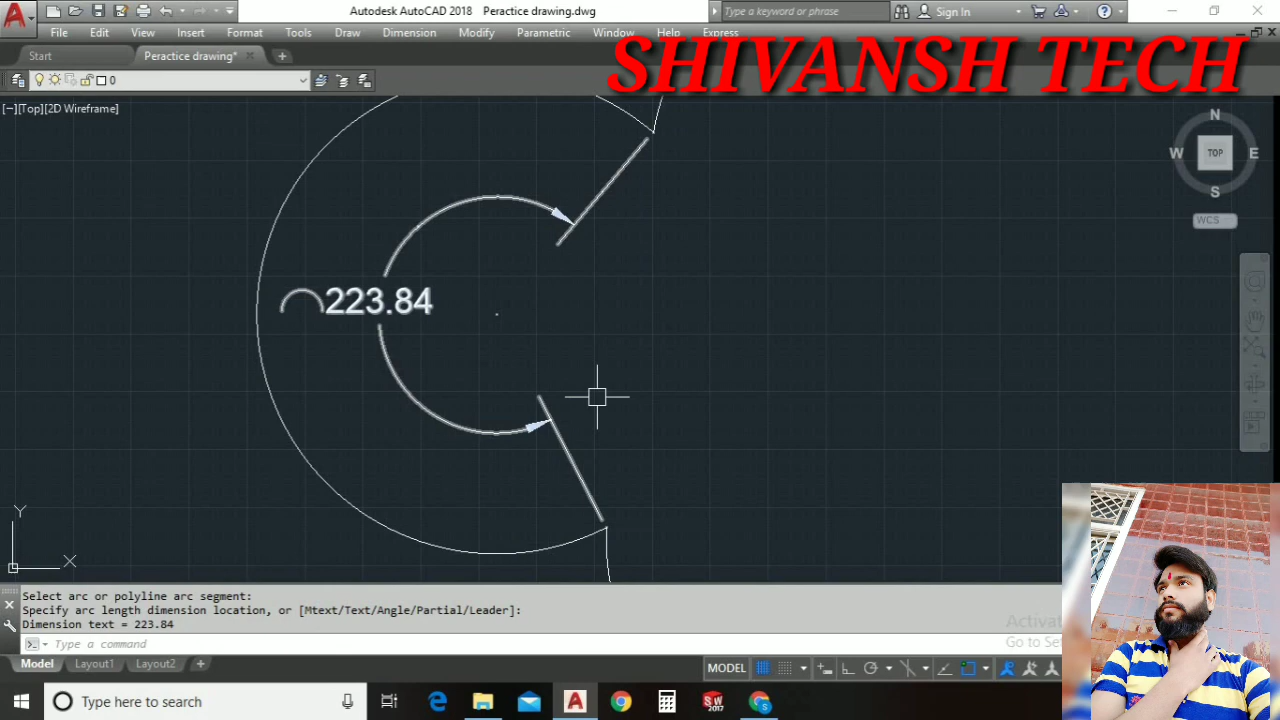 Autodesk AutoCAD 2018 Peractice drawing.dwg
Type a keyword or phrase
Sign In
File Edit View Insert Format Tools Draw Dimension Modify Parametric Window Help Express
SHIVANSH TECH
Start
Peractice drawing*
0
[−][Top][2D Wireframe]
N
W TOP E
S
WCS
223.84
Y
X
Select arc or polyline arc segment:
Specify arc length dimension location, or [Mtext/Text/Angle/Partial/Leader]:
Dimension text = 223.84
Type a command
Model Layout1 Layout2
MODEL
Type here to search
SW
2017